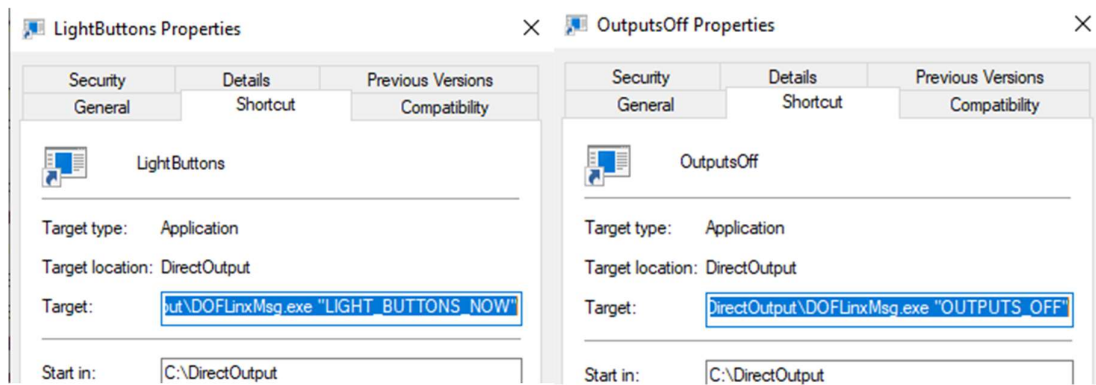 LightButtons Properties
Security Details Previous Versions
General Shortcut Compatibility
LightButtons
Target type: Application
Target location: DirectOutput
Target: put\DOFLinxMsg.exe "LIGHT_BUTTONS_NOW"
Start in: C:\DirectOutput
OutputsOff Properties
Security Details Previous Versions
General Shortcut Compatibility
OutputsOff
Target type: Application
Target location: DirectOutput
Target: DirectOutput\DOFLinxMsg.exe "OUTPUTS_OFF"
Start in: C:\DirectOutput